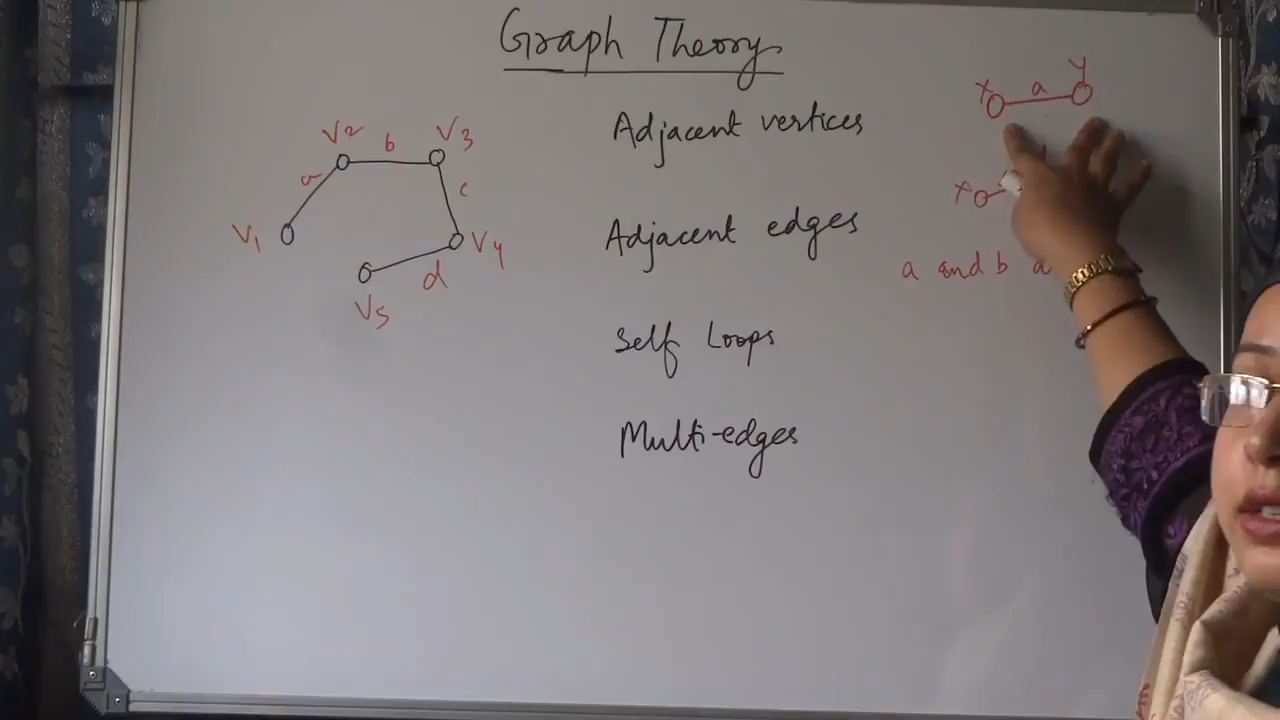 Graph Theory
V1
a
V2
b
V3
c
V4
d
V5
Adjacent vertices
Adjacent edges
Self Loops
Multi-edges
x a y
x
a and b a